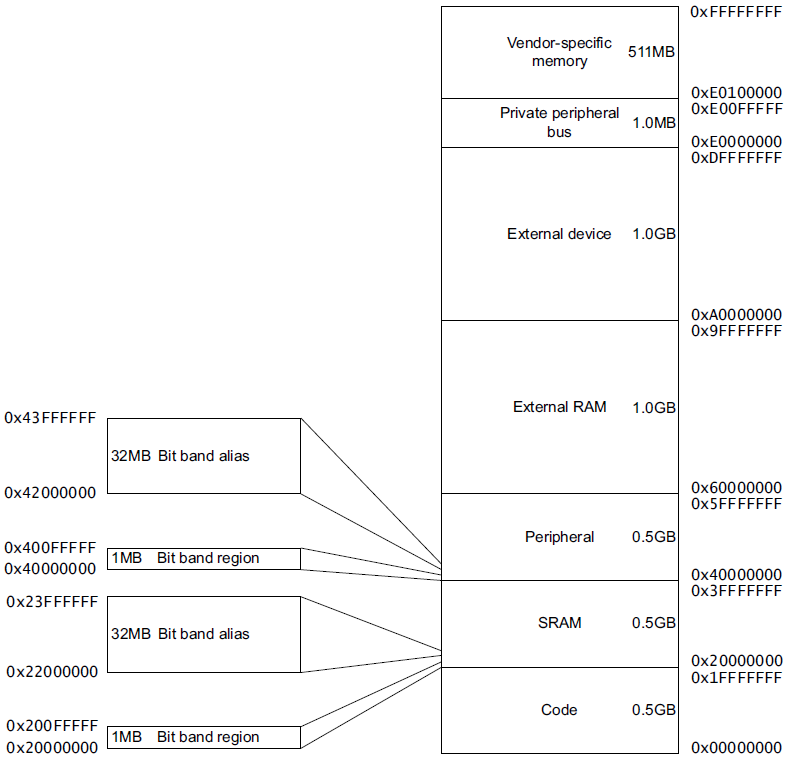 0xFFFFFFFF
Vendor-specific
memory 511MB
0xE0100000
0xE00FFFFF
Private peripheral
bus 1.0MB
0xE0000000
0xDFFFFFFF
External device 1.0GB
0xA0000000
0x9FFFFFFF
External RAM 1.0GB
0x60000000
0x5FFFFFFF
Peripheral 0.5GB
0x40000000
0x3FFFFFFF
SRAM 0.5GB
0x20000000
0x1FFFFFFF
Code 0.5GB
0x00000000
0x43FFFFFF
32MB Bit band alias
0x42000000
0x400FFFFF
1MB Bit band region
0x40000000
0x23FFFFFF
32MB Bit band alias
0x22000000
0x200FFFFF
1MB Bit band region
0x20000000